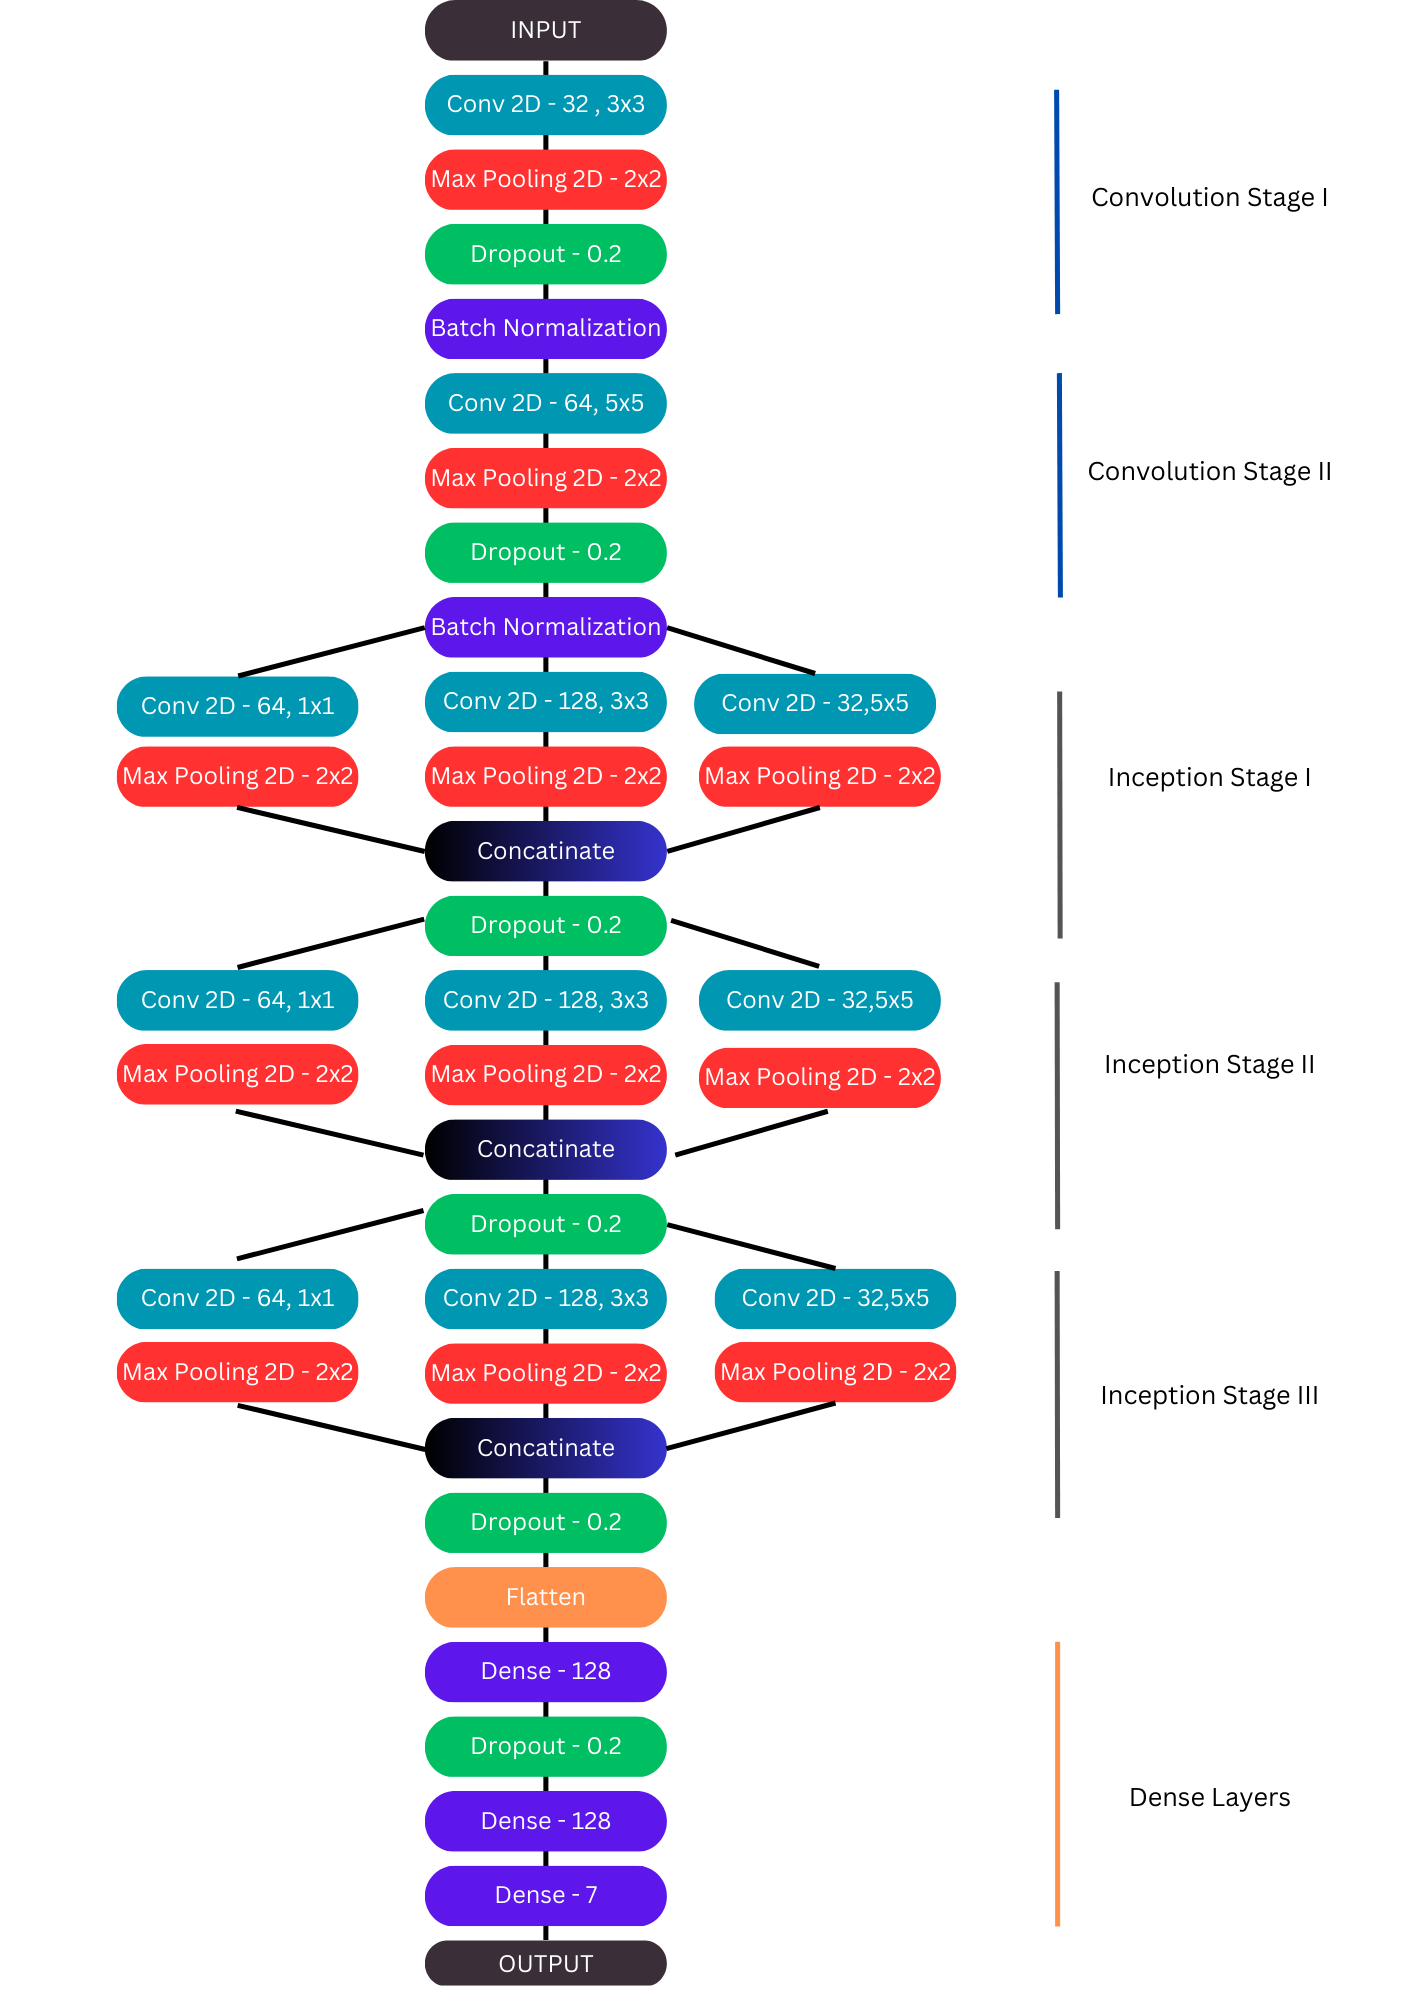 INPUT
Conv 2D - 32 , 3x3
Max Pooling 2D - 2x2
Dropout - 0.2
Batch Normalization
Convolution Stage I
Conv 2D - 64, 5x5
Max Pooling 2D - 2x2
Dropout - 0.2
Batch Normalization
Convolution Stage II
Conv 2D - 64, 1x1
Conv 2D - 128, 3x3
Conv 2D - 32,5x5
Max Pooling 2D - 2x2
Max Pooling 2D - 2x2
Max Pooling 2D - 2x2
Inception Stage I
Concatinate
Dropout - 0.2
Conv 2D - 64, 1x1
Conv 2D - 128, 3x3
Conv 2D - 32,5x5
Max Pooling 2D - 2x2
Max Pooling 2D - 2x2
Max Pooling 2D - 2x2
Inception Stage II
Concatinate
Dropout - 0.2
Conv 2D - 64, 1x1
Conv 2D - 128, 3x3
Conv 2D - 32,5x5
Max Pooling 2D - 2x2
Max Pooling 2D - 2x2
Max Pooling 2D - 2x2
Inception Stage III
Concatinate
Dropout - 0.2
Flatten
Dense - 128
Dropout - 0.2
Dense - 128
Dense - 7
Dense Layers
OUTPUT